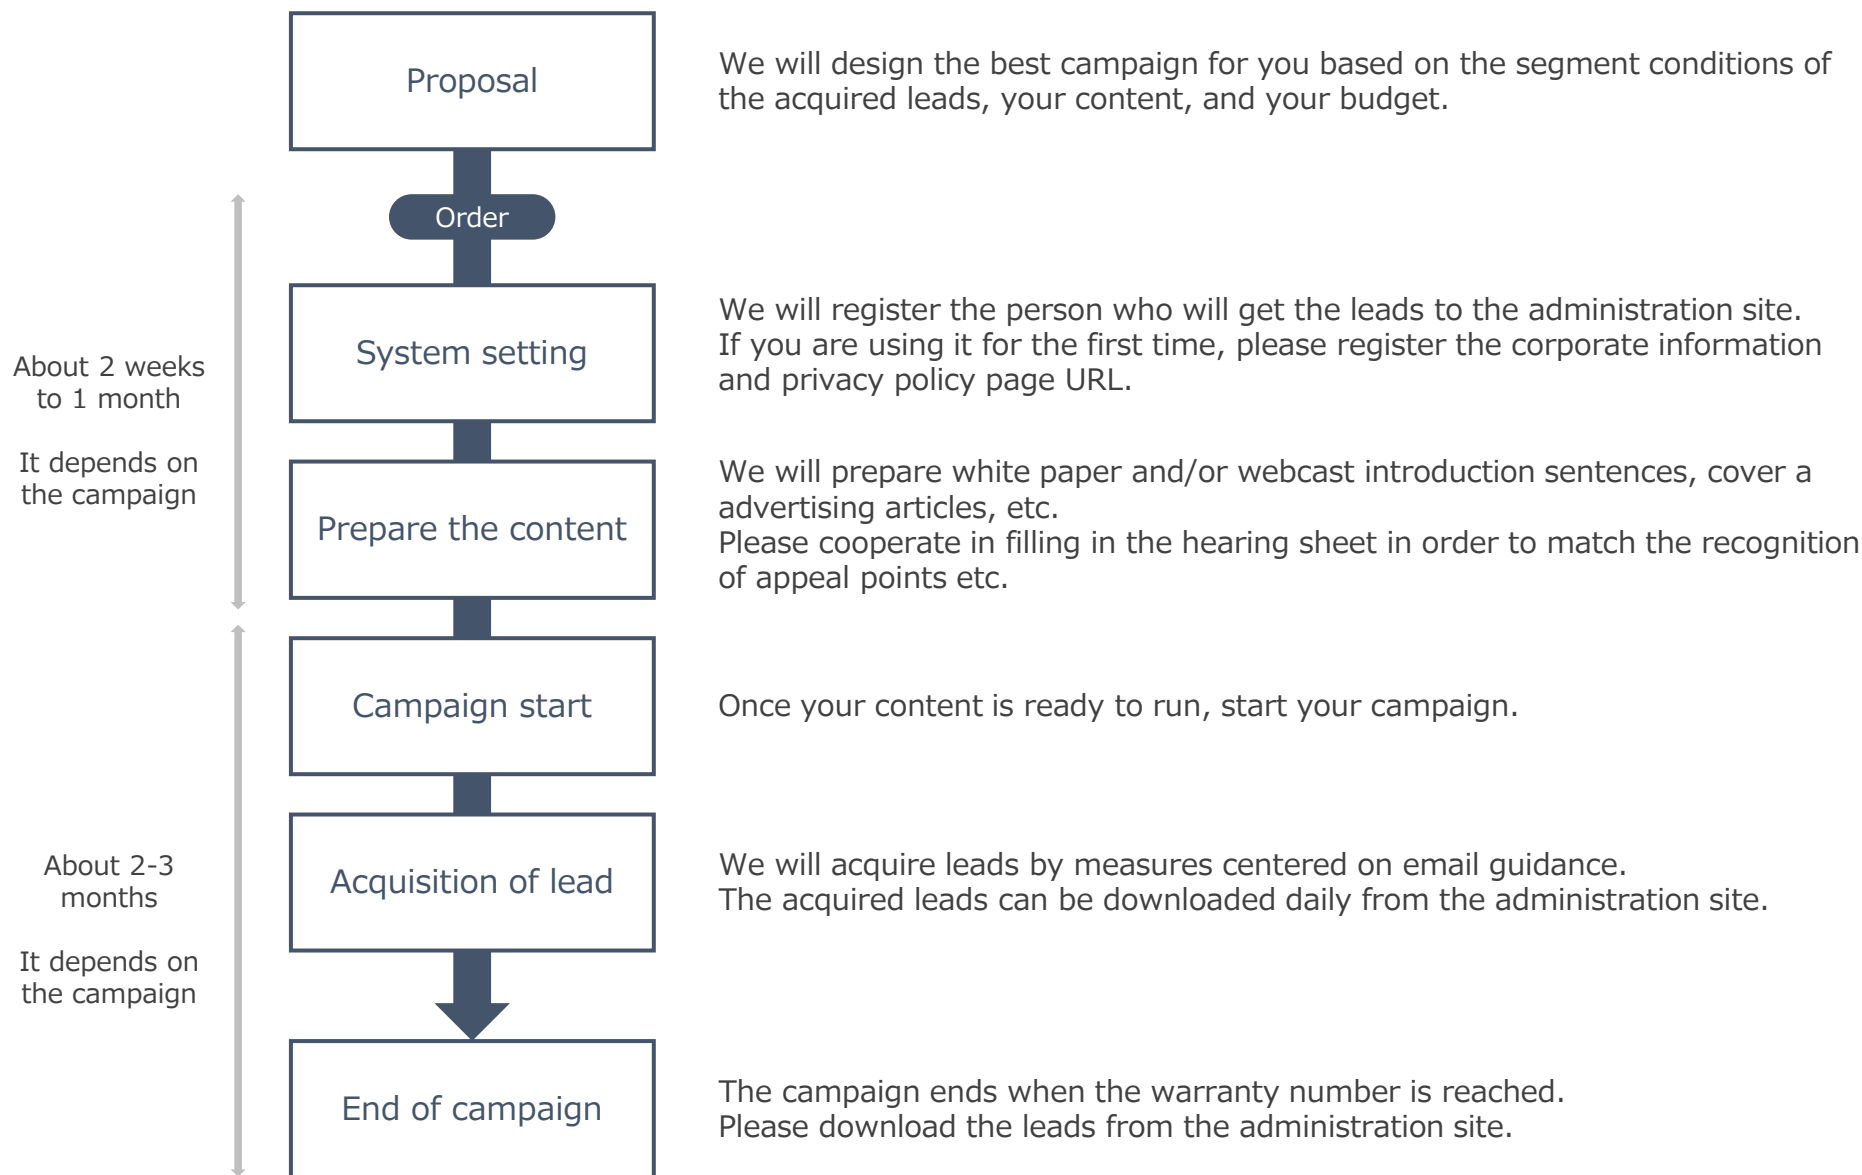 Proposal
We will design the best campaign for you based on the segment conditions of
the acquired leads, your content, and your budget.
Order
About 2 weeks
to 1 month
It depends on
the campaign
System setting
We will register the person who will get the leads to the administration site.
If you are using it for the first time, please register the corporate information
and privacy policy page URL.
Prepare the content
We will prepare white paper and/or webcast introduction sentences, cover a
advertising articles, etc.
Please cooperate in filling in the hearing sheet in order to match the recognition
of appeal points etc.
Campaign start
Once your content is ready to run, start your campaign.
About 2-3
months
It depends on
the campaign
Acquisition of lead
We will acquire leads by measures centered on email guidance.
The acquired leads can be downloaded daily from the administration site.
End of campaign
The campaign ends when the warranty number is reached.
Please download the leads from the administration site.